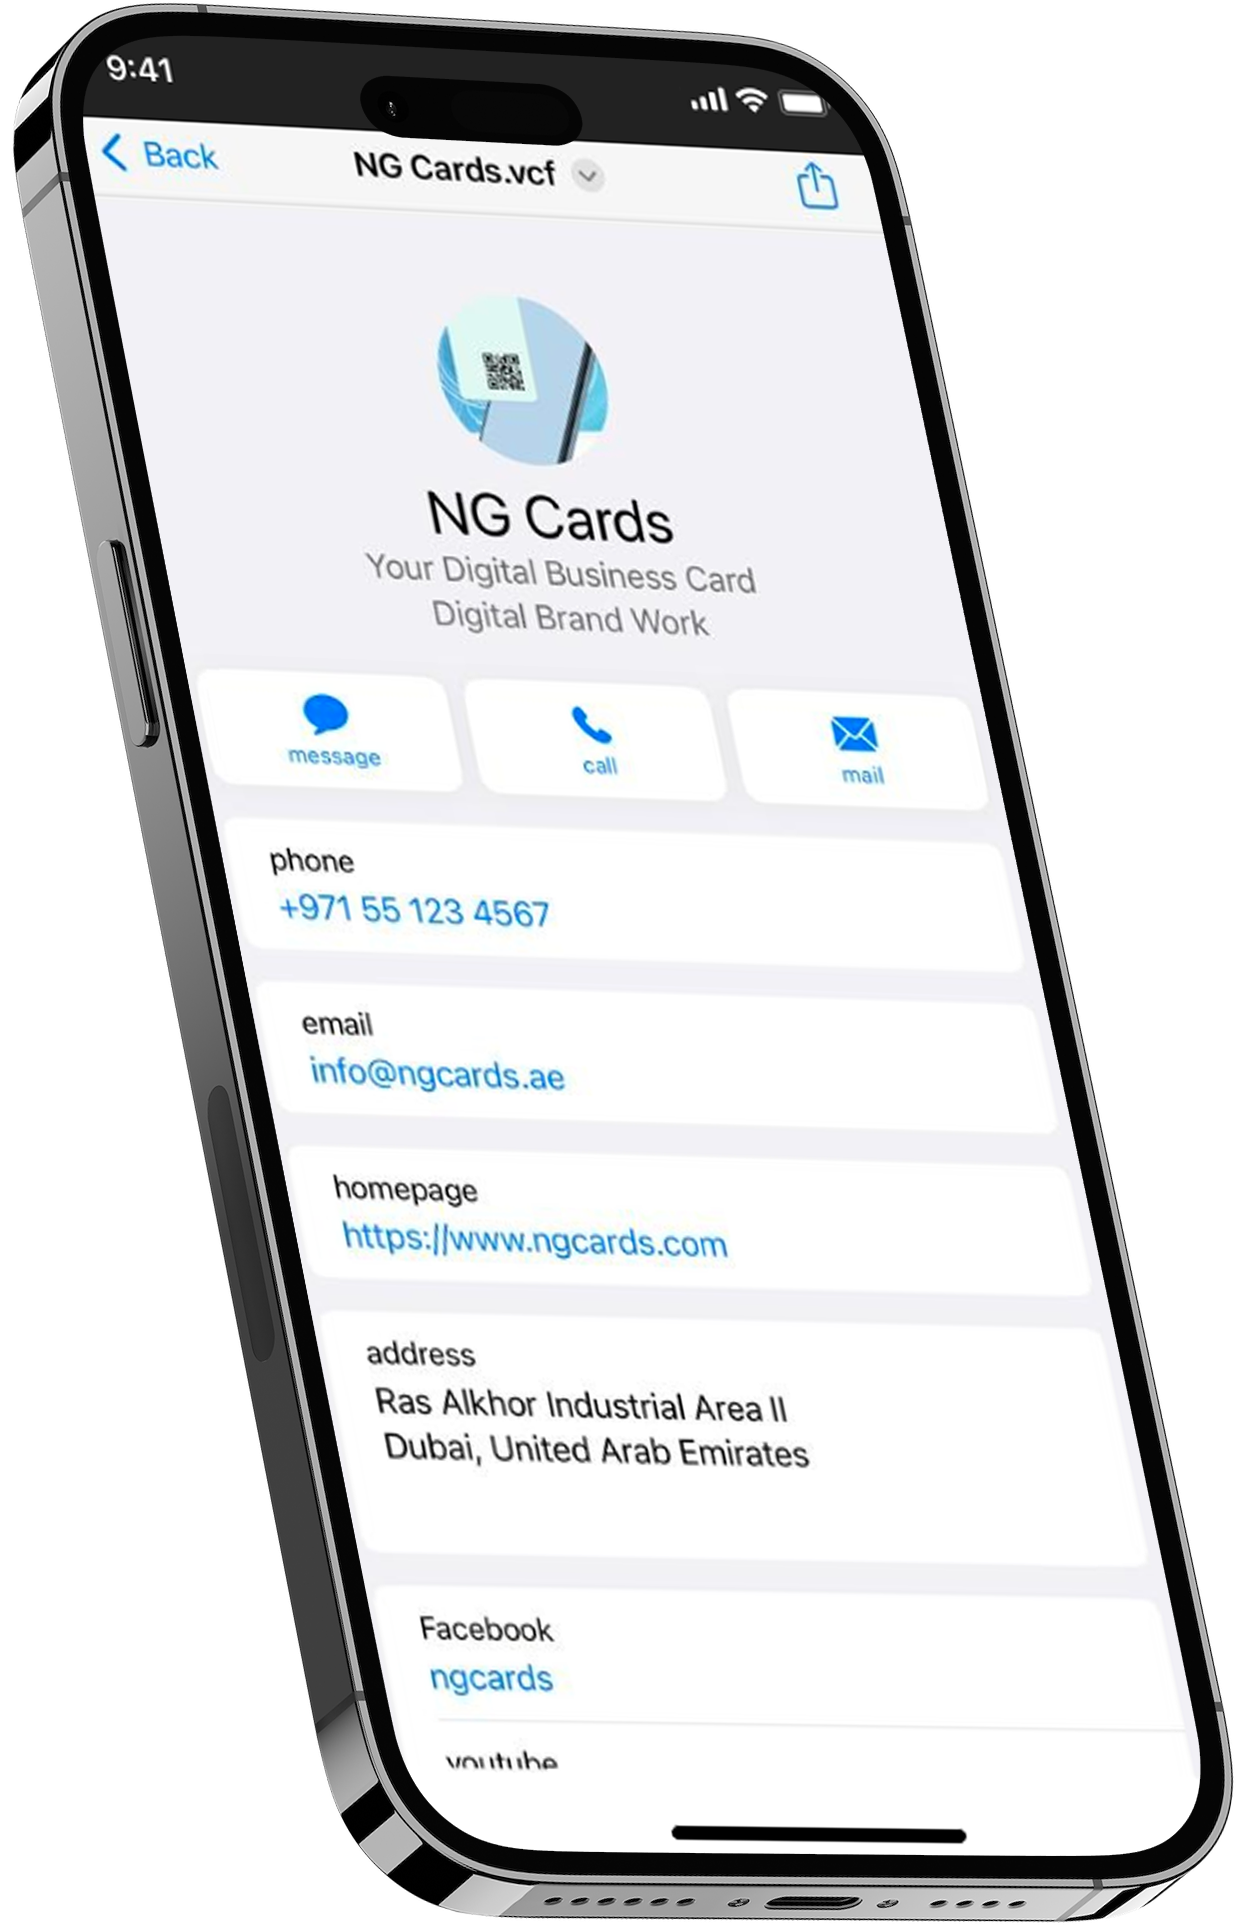 9:41
Back
NG Cards.vcf
NG Cards
Your Digital Business Card
Digital Brand Work
message
call
mail
phone
+971 55 123 4567
email
info@ngcards.ae
homepage
https://www.ngcards.com
address
Ras Alkhor Industrial Area II
Dubai, United Arab Emirates
Facebook
ngcards
youtube